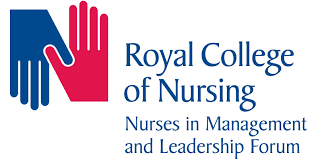 Royal College
of Nursing
Nurses in Management
and Leadership Forum